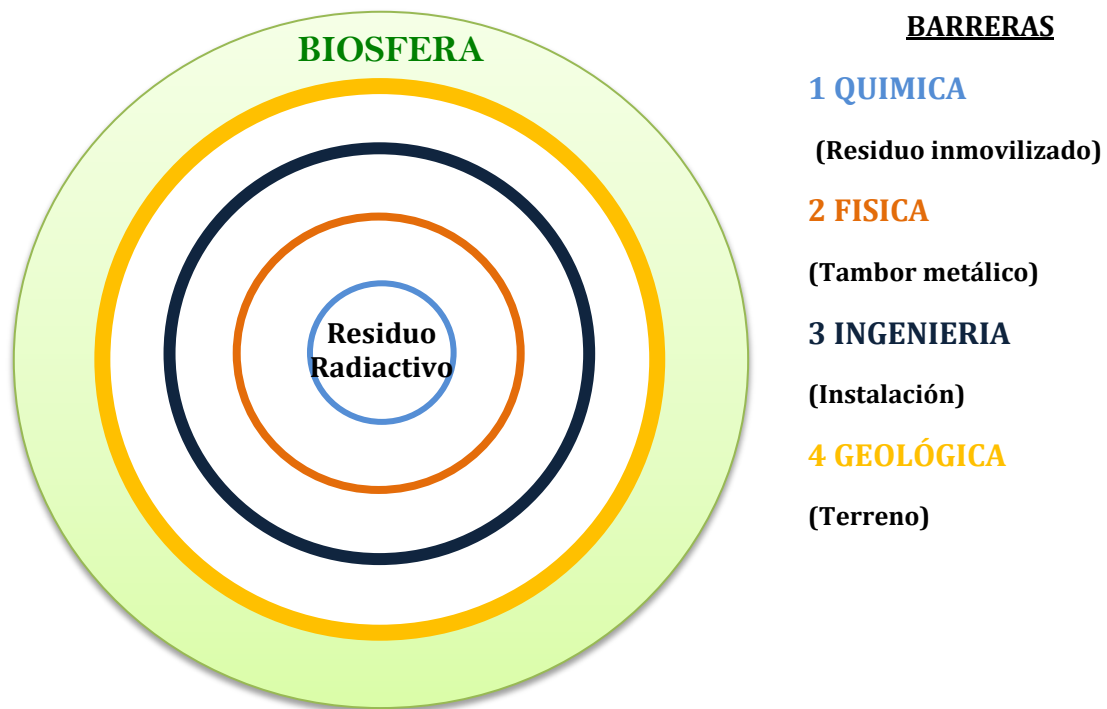 BIOSFERA
Residuo
Radiactivo
BARRERAS
1 QUIMICA
(Residuo inmovilizado)
2 FISICA
(Tambor metálico)
3 INGENIERIA
(Instalación)
4 GEOLÓGICA
(Terreno)